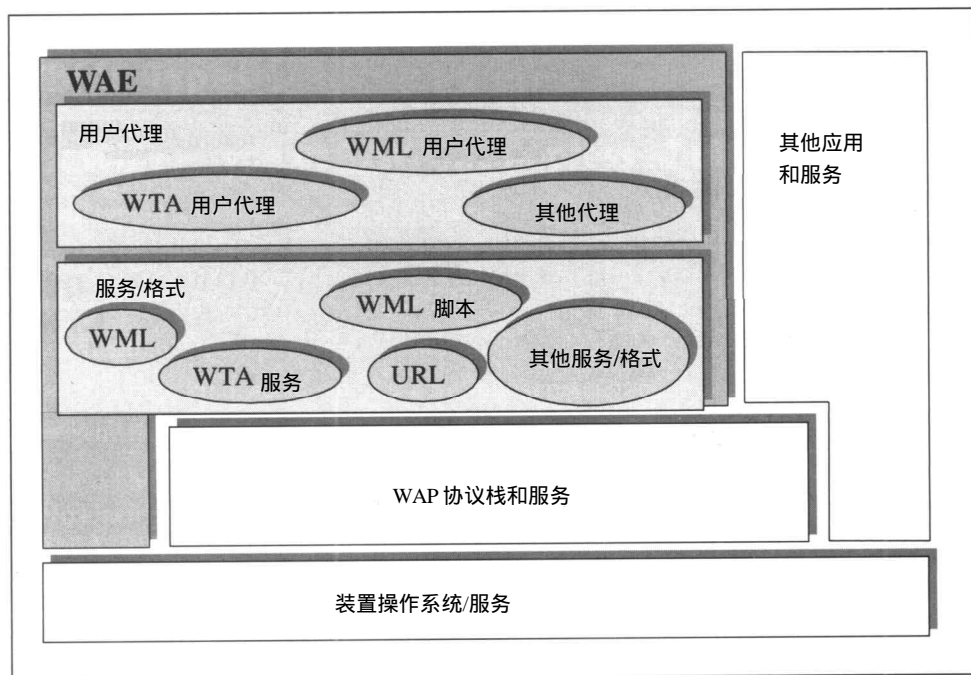 WAE
用户代理
WML 用户代理
WTA 用户代理
其他代理
其他应用
和服务
服务/格式
WML 脚本
WML
WTA 服务
URL
其他服务/格式
WAP 协议栈和服务
装置操作系统/服务